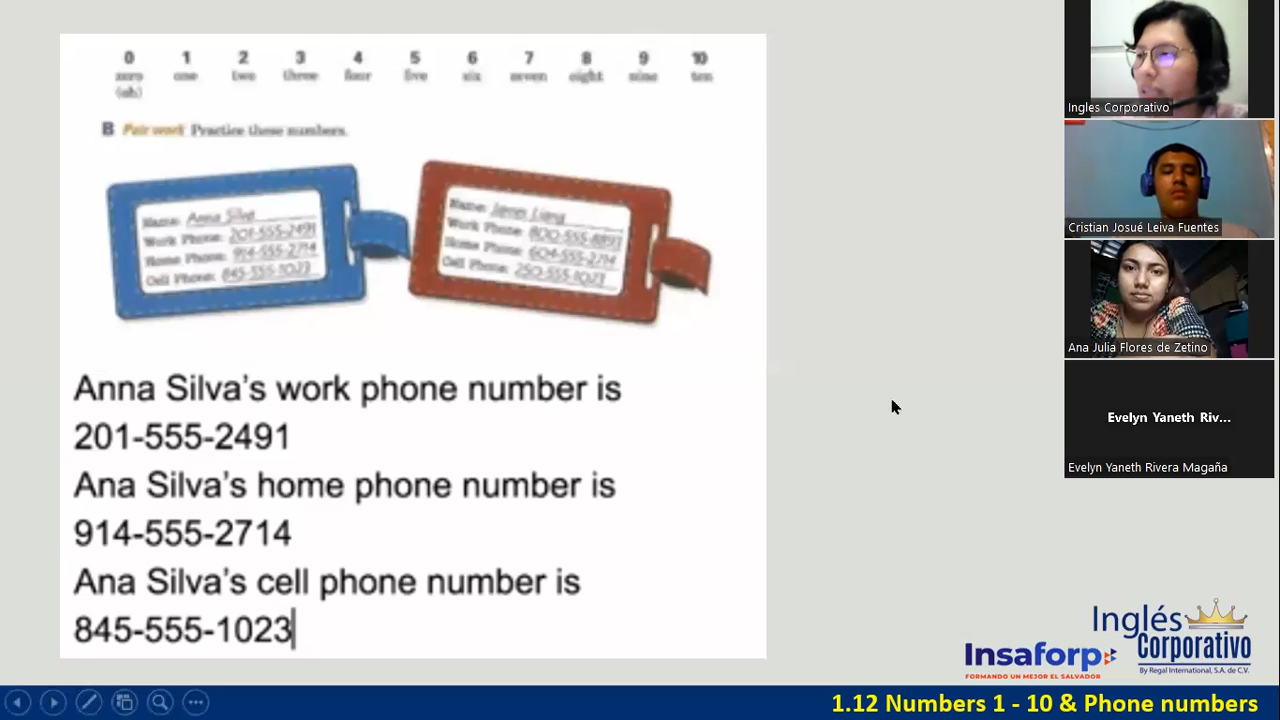 0 1 2 3 4 5 6 7 8 9 10
zero one two three four five six seven eight nine ten
(oh)
B Pair work Practice these numbers.
Name: Anna Silva
Work Phone: 201-555-2491
Home Phone: 914-555-2714
Cell Phone: 845-555-1023
Name:
Work Phone:
Home Phone: 604-555-2714
Cell Phone: 250-555-1023
Anna Silva's work phone number is
201-555-2491
Ana Silva's home phone number is
914-555-2714
Ana Silva's cell phone number is
845-555-1023
Ingles Corporativo
Cristian Josué Leiva Fuentes
Ana Julia Flores de Zetino
Evelyn Yaneth Riv...
Evelyn Yaneth Rivera Magaña
Insaforp
FORMANDO UN MEJOR EL SALVADOR
Inglés
Corporativo
By Regal International, S.A. de C.V.
1.12 Numbers 1 - 10 & Phone numbers